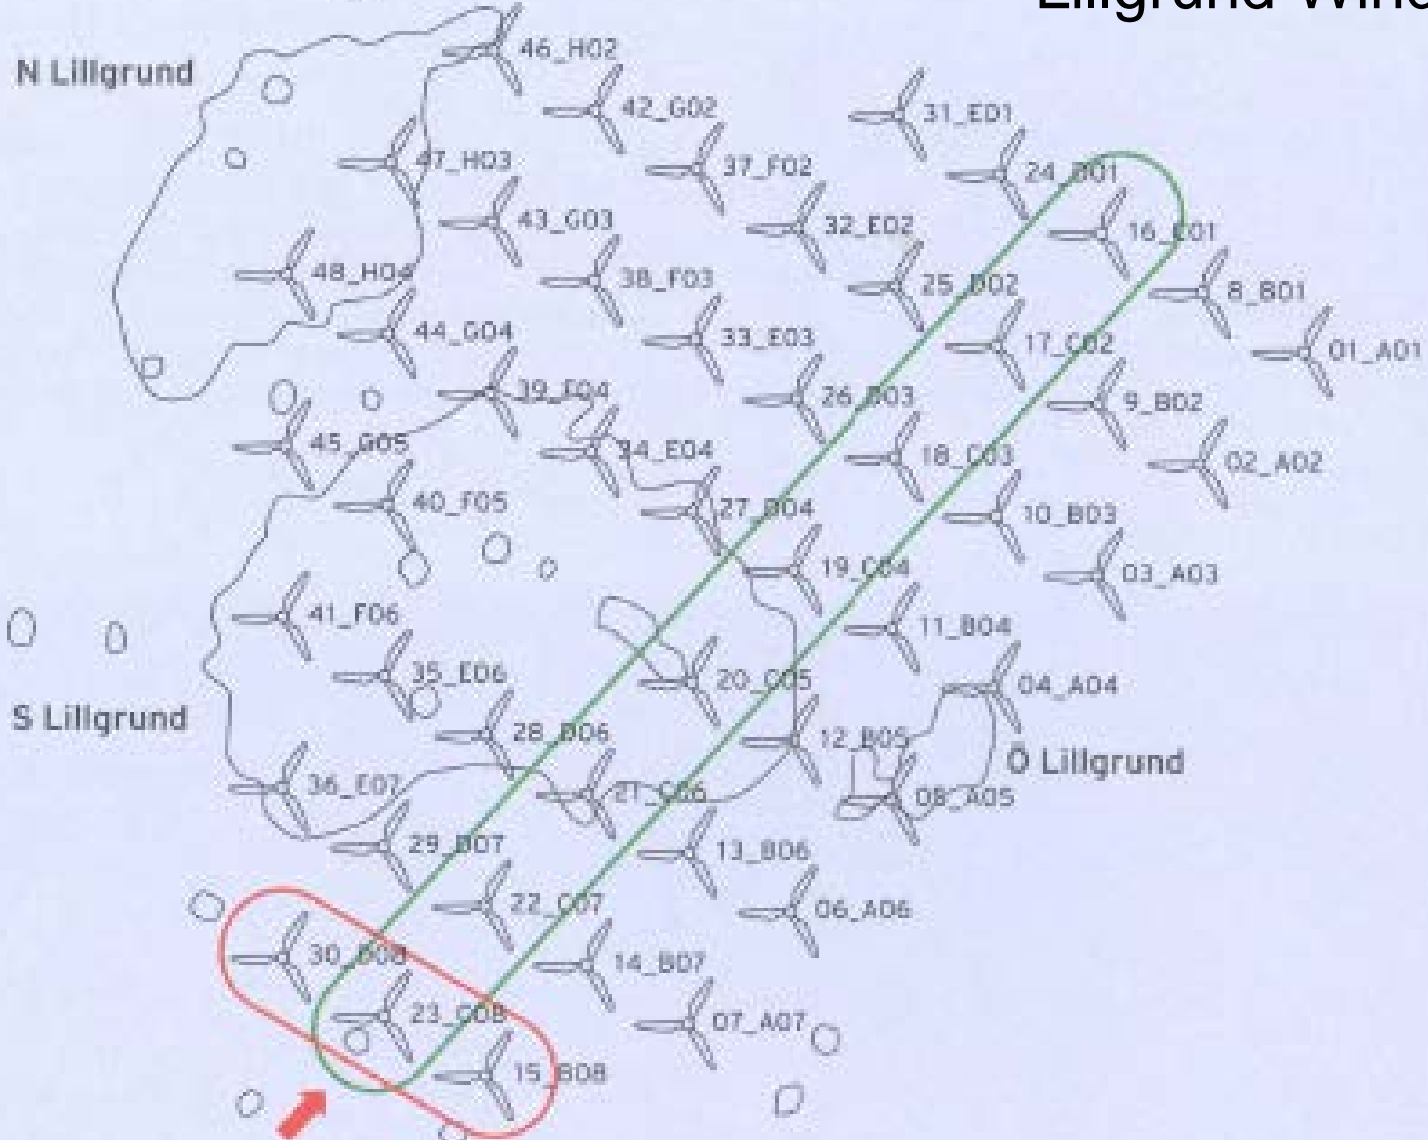 Lillgrund Wind
N Lillgrund
46_H02
42_G02
31_E01
47_H03
37_F02
24_D01
43_G03
32_E02
16_C01
48_H04
38_F03
25_D02
8_B01
44_G04
33_E03
17_C02
01_A01
39_F04
26_D03
9_B02
45_G05
34_E04
18_C03
02_A02
40_F05
27_D04
10_B03
19_C04
03_A03
41_F06
11_B04
35_E06
20_C05
04_A04
S Lillgrund
28_D06
12_B05
Ö Lillgrund
36_E07
21_C06
08_A05
29_D07
13_B06
22_C07
06_A06
30_D08
14_B07
23_C08
07_A07
15_B08